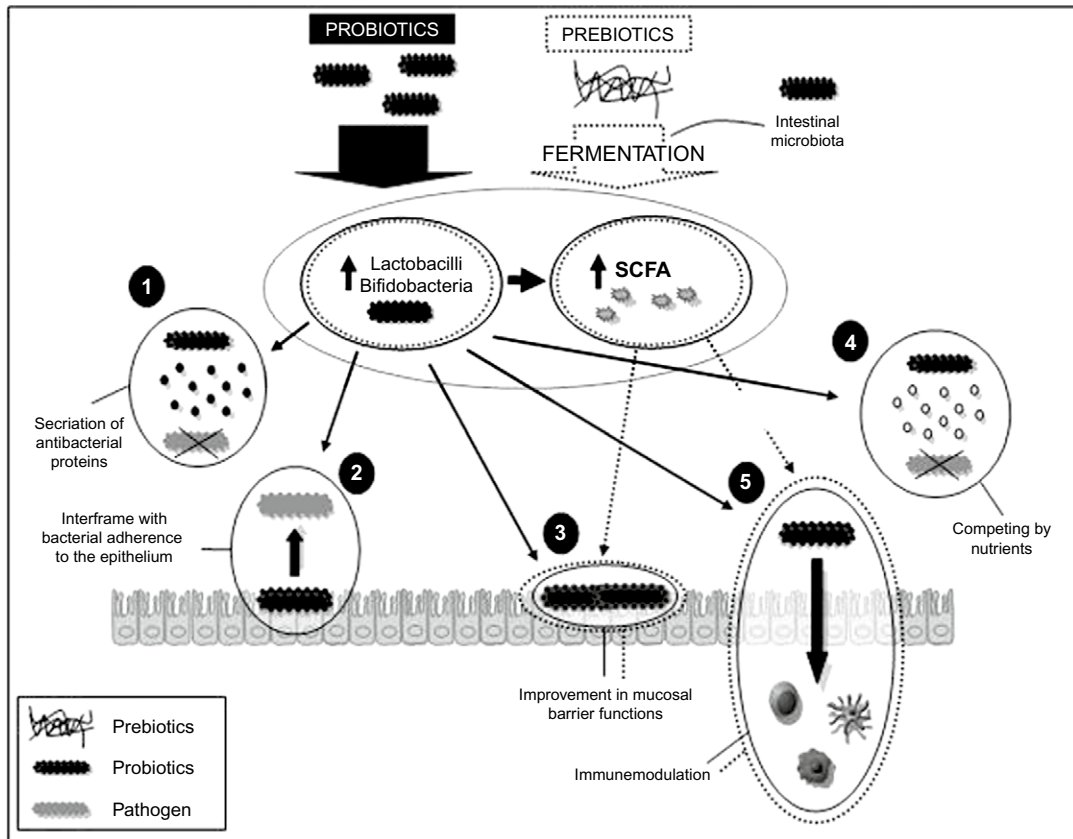 PROBIOTICS
PREBIOTICS
Intestinal
microbiota
FERMENTATION
Lactobacilli
Bifidobacteria
SCFA
1
Secriation of
antibacterial
proteins
2
Interframe with
bacterial adherence
to the epithelium
3
Improvement in mucosal
barrier functions
4
Competing by
nutrients
5
Immunemodulation
Prebiotics
Probiotics
Pathogen